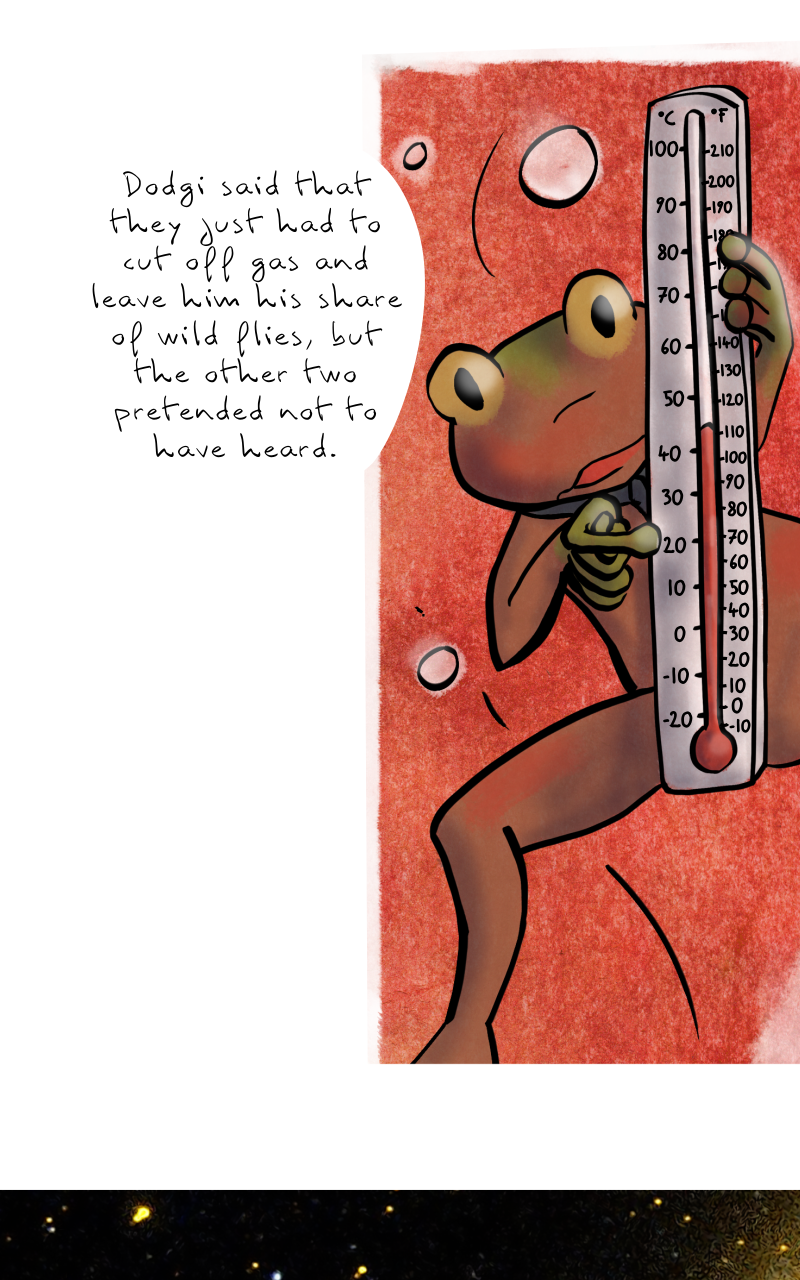 Dodgi said that
they just had to
cut off gas and
leave him his share
of wild flies, but
the other two
pretended not to
have heard.
°C °F
100 210
200
90 190
180
80
70
60 140
130
50 120
110
40 100
90
30 80
20 70
60
10 50
40
0 30
20
-10 10
0
-20 -10